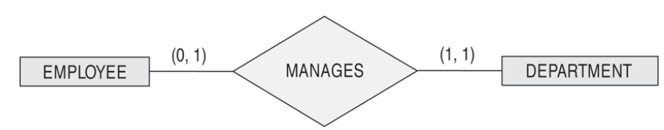 (0, 1)
(1, 1)
EMPLOYEE
MANAGES
DEPARTMENT